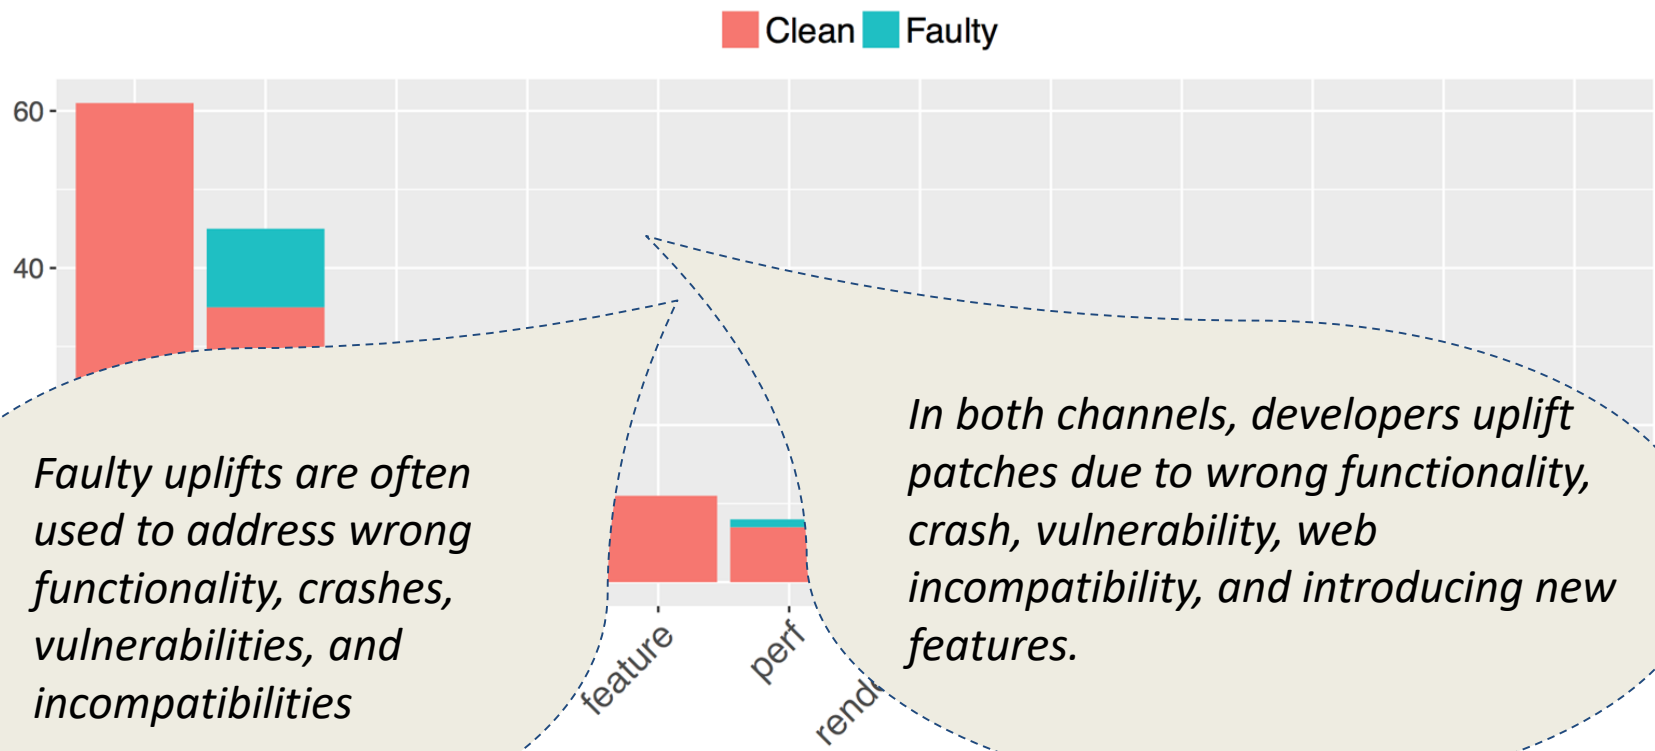 Clean Faulty
60
40
Faulty uplifts are often
used to address wrong
functionality, crashes,
vulnerabilities, and
incompatibilities
In both channels, developers uplift
patches due to wrong functionality,
crash, vulnerability, web
incompatibility, and introducing new
features.
feature
perf